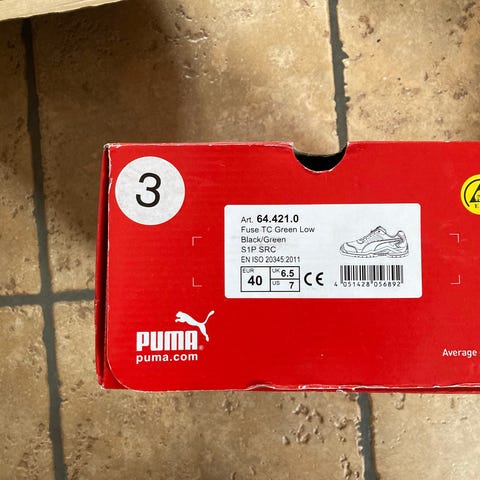 3
Art. 64.421.0
Fuse TC Green Low
Black/Green
S1P SRC
EN ISO 20345:2011
EUR 40 UK 6.5 US 7 CE
4 051428 056892
PUMA®
puma.com
Average